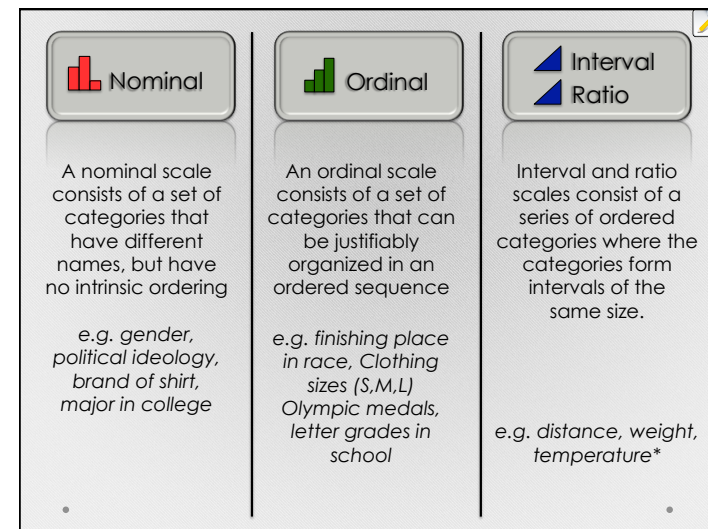 Nominal
A nominal scale
consists of a set of
categories that
have different
names, but have
no intrinsic ordering
e.g. gender,
political ideology,
brand of shirt,
major in college
Ordinal
An ordinal scale
consists of a set of
categories that can
be justifiably
organized in an
ordered sequence
e.g. finishing place
in race, Clothing
sizes (S,M,L)
Olympic medals,
letter grades in
school
Interval
Ratio
Interval and ratio
scales consist of a
series of ordered
categories where the
categories form
intervals of the
same size.
e.g. distance, weight,
temperature*